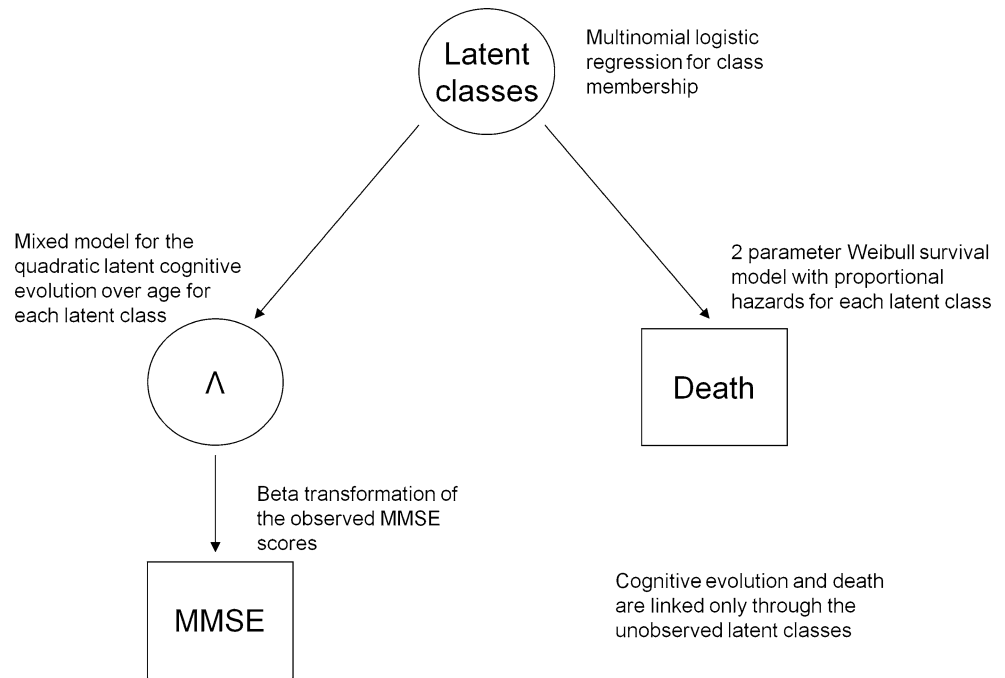 Latent
classes
Multinomial logistic
regression for class
membership
Mixed model for the
quadratic latent cognitive
evolution over age for
each latent class
2 parameter Weibull survival
model with proportional
hazards for each latent class
Λ
Death
Beta transformation of
the observed MMSE
scores
MMSE
Cognitive evolution and death
are linked only through the
unobserved latent classes